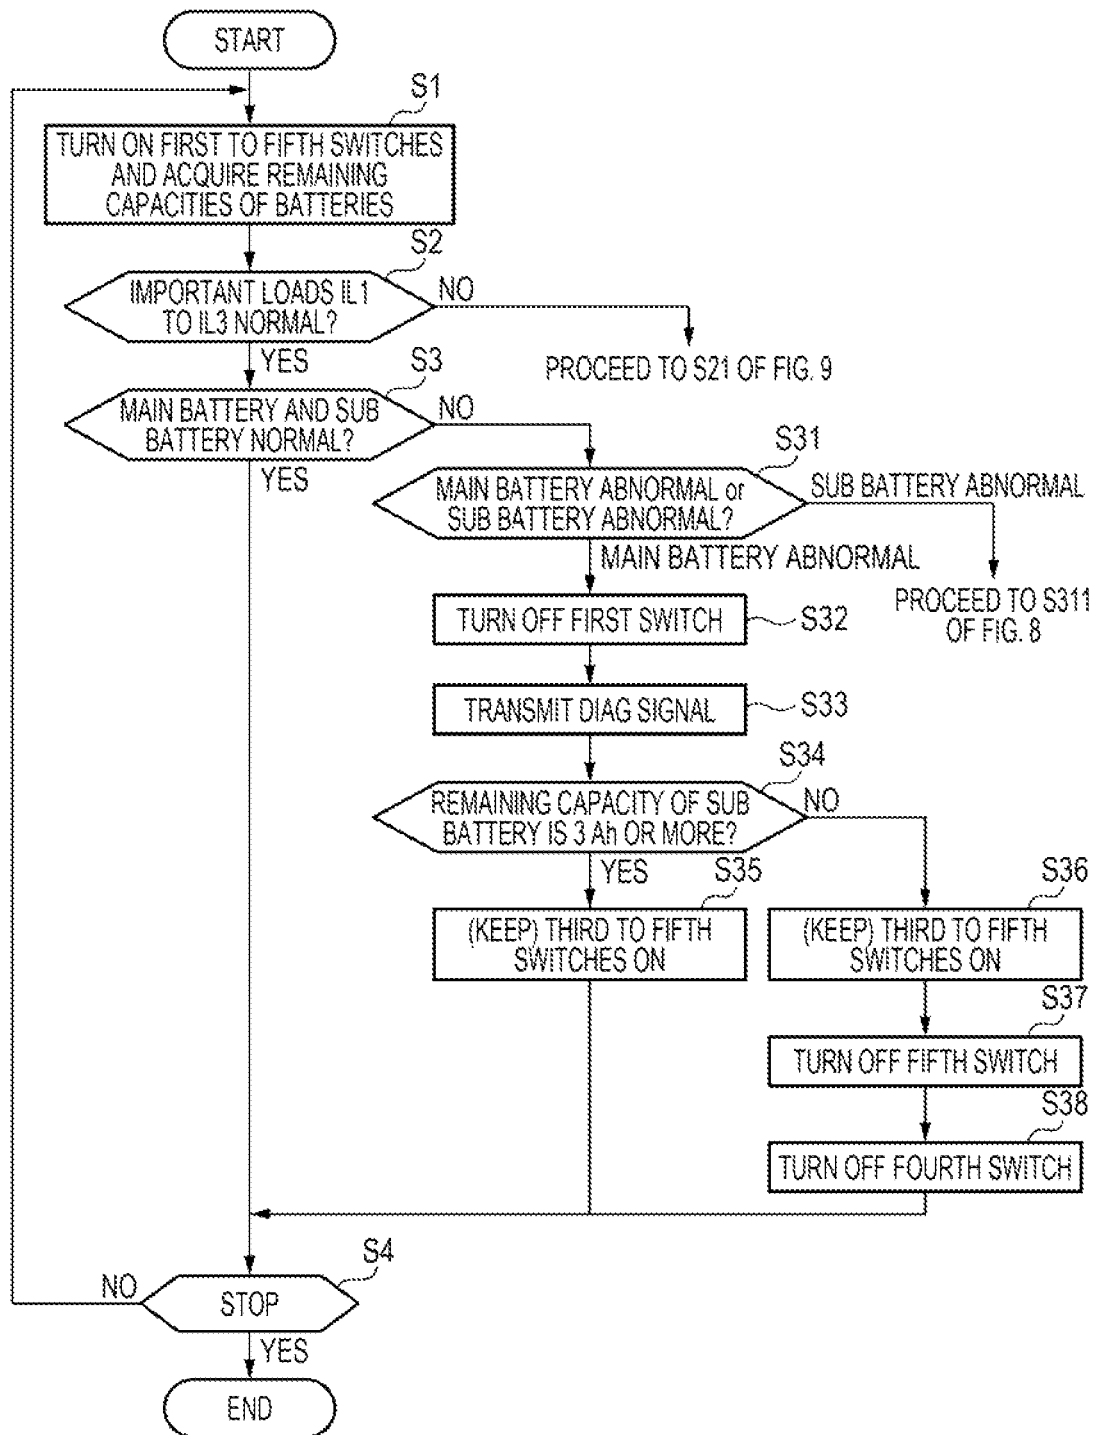 START
S1
TURN ON FIRST TO FIFTH SWITCHES
AND ACQUIRE REMAINING
CAPACITIES OF BATTERIES
S2
IMPORTANT LOADS IL1
TO IL3 NORMAL?
NO
YES
PROCEED TO S21 OF FIG. 9
S3
MAIN BATTERY AND SUB
BATTERY NORMAL?
NO
YES
S31
MAIN BATTERY ABNORMAL or
SUB BATTERY ABNORMAL?
SUB BATTERY ABNORMAL
MAIN BATTERY ABNORMAL
PROCEED TO S311
OF FIG. 8
TURN OFF FIRST SWITCH
S32
TRANSMIT DIAG SIGNAL
S33
S34
REMAINING CAPACITY OF SUB
BATTERY IS 3 Ah OR MORE?
NO
YES
S35
(KEEP) THIRD TO FIFTH
SWITCHES ON
S36
(KEEP) THIRD TO FIFTH
SWITCHES ON
S37
TURN OFF FIFTH SWITCH
S38
TURN OFF FOURTH SWITCH
S4
NO
STOP
YES
END